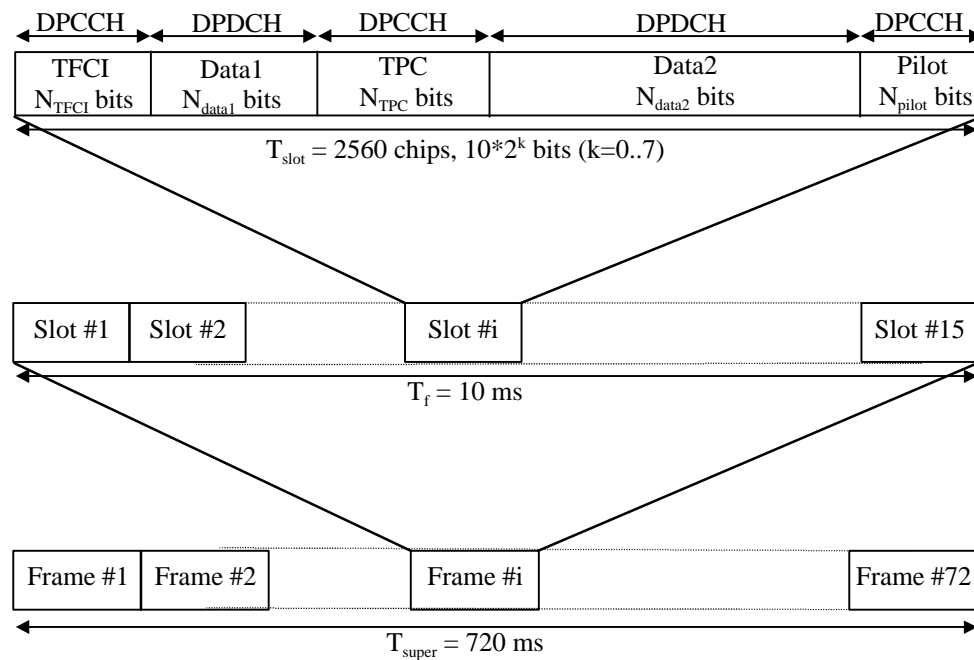 DPCCH DPDCH DPCCH DPDCH DPCCH
TFCI Data1 TPC Data2 Pilot
N_TFCI bits N_data1 bits N_TPC bits N_data2 bits N_pilot bits
T_slot = 2560 chips, 10*2^k bits (k=0..7)
Slot #1 Slot #2 Slot #i Slot #15
T_f = 10 ms
Frame #1 Frame #2 Frame #i Frame #72
T_super = 720 ms